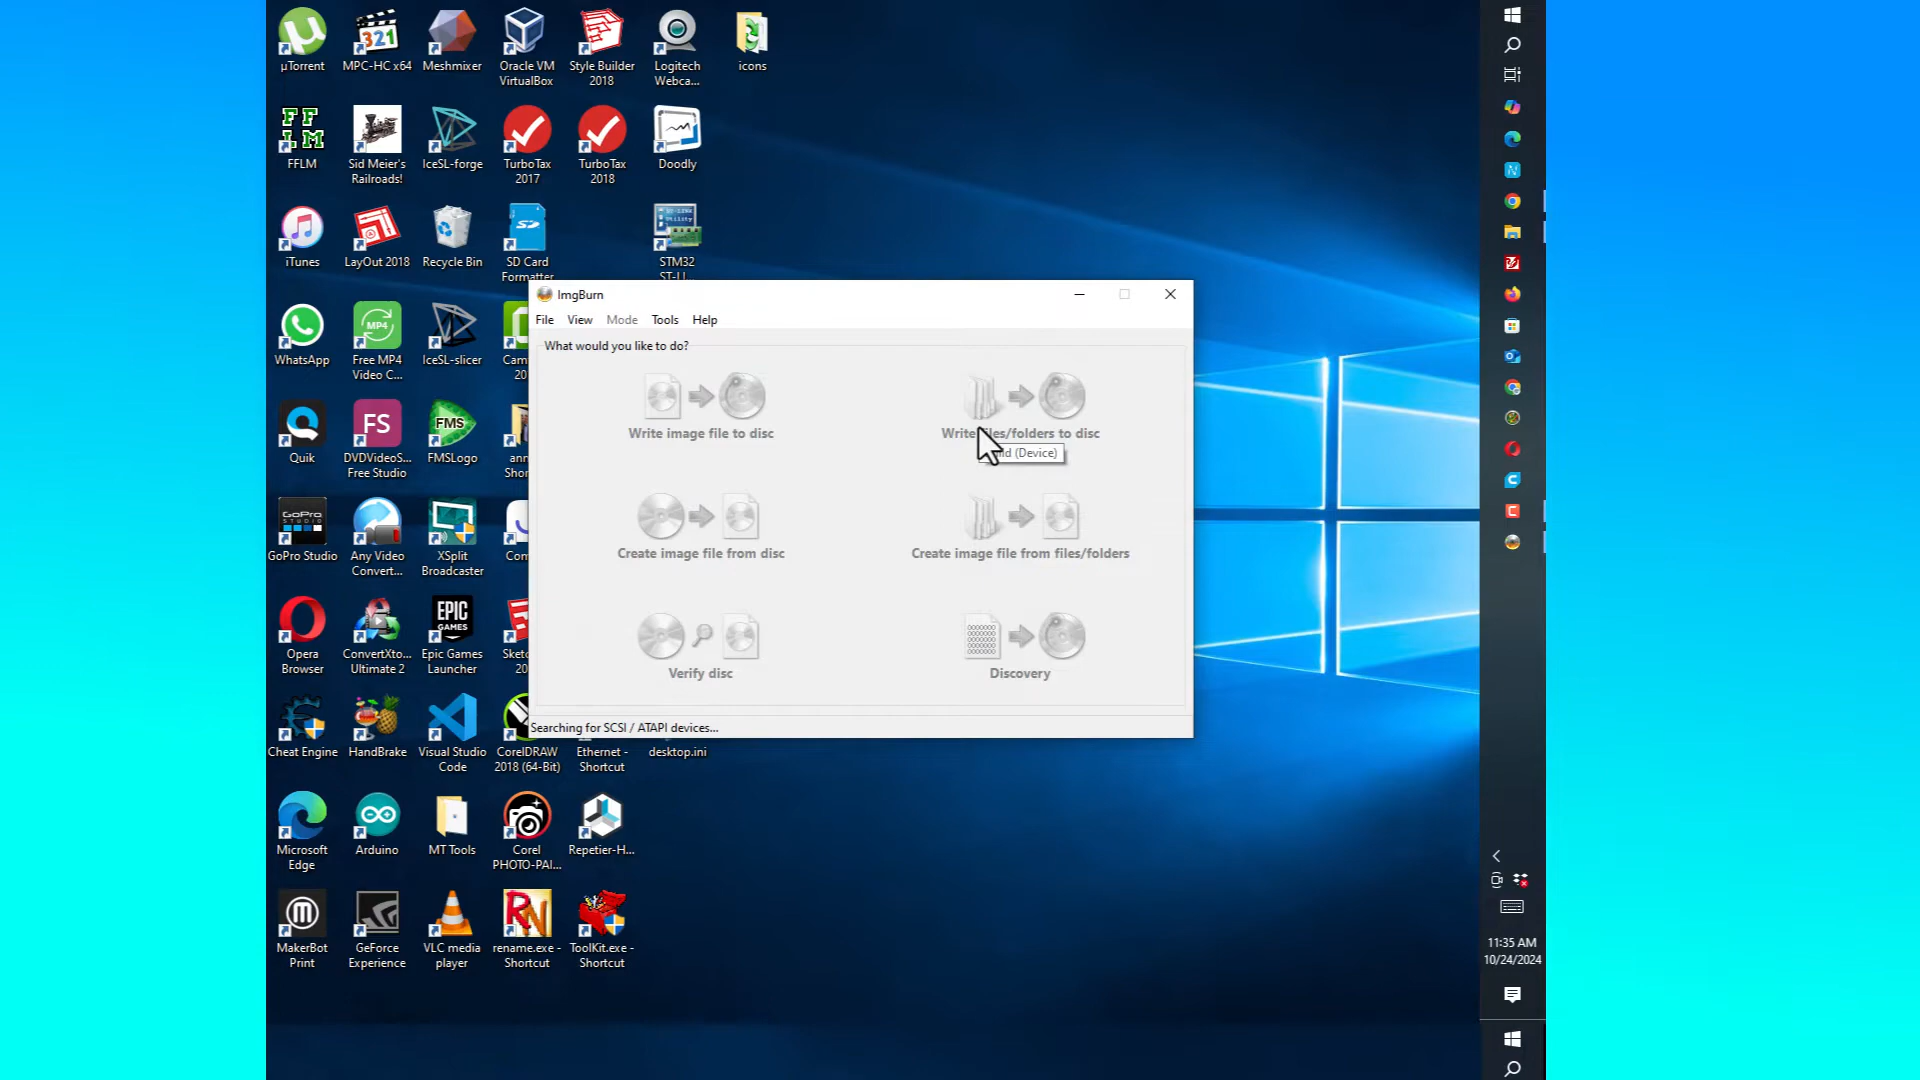 µTorrent
MPC-HC x64
Meshmixer
Oracle VM
VirtualBox
Style Builder
2018
Logitech
Webca...
icons
FFLM
Sid Meier's
Railroads!
IceSL-forge
TurboTax
2017
TurboTax
2018
Doodly
iTunes
LayOut 2018
Recycle Bin
SD Card
Formatter
STM32
ST-LI...
ImgBurn
File View Mode Tools Help
What would you like to do?
Write image file to disc
Write files/folders to disc
(Device)
Create image file from disc
Create image file from files/folders
Verify disc
Discovery
Searching for SCSI / ATAPI devices...
WhatsApp
Free MP4
Video C...
IceSL-slicer
Quik
DVDVideoS...
Free Studio
FMSLogo
GoPro Studio
Any Video
Convert...
XSplit
Broadcaster
Opera
Browser
ConvertXto...
Ultimate 2
Epic Games
Launcher
Cheat Engine
HandBrake
Visual Studio
Code
CorelDRAW
2018 (64-Bit)
Ethernet -
Shortcut
desktop.ini
Microsoft
Edge
Arduino
MT Tools
Corel
PHOTO-PAI...
Repetier-H...
MakerBot
Print
GeForce
Experience
VLC media
player
rename.exe -
Shortcut
ToolKit.exe -
Shortcut
11:35 AM
10/24/2024